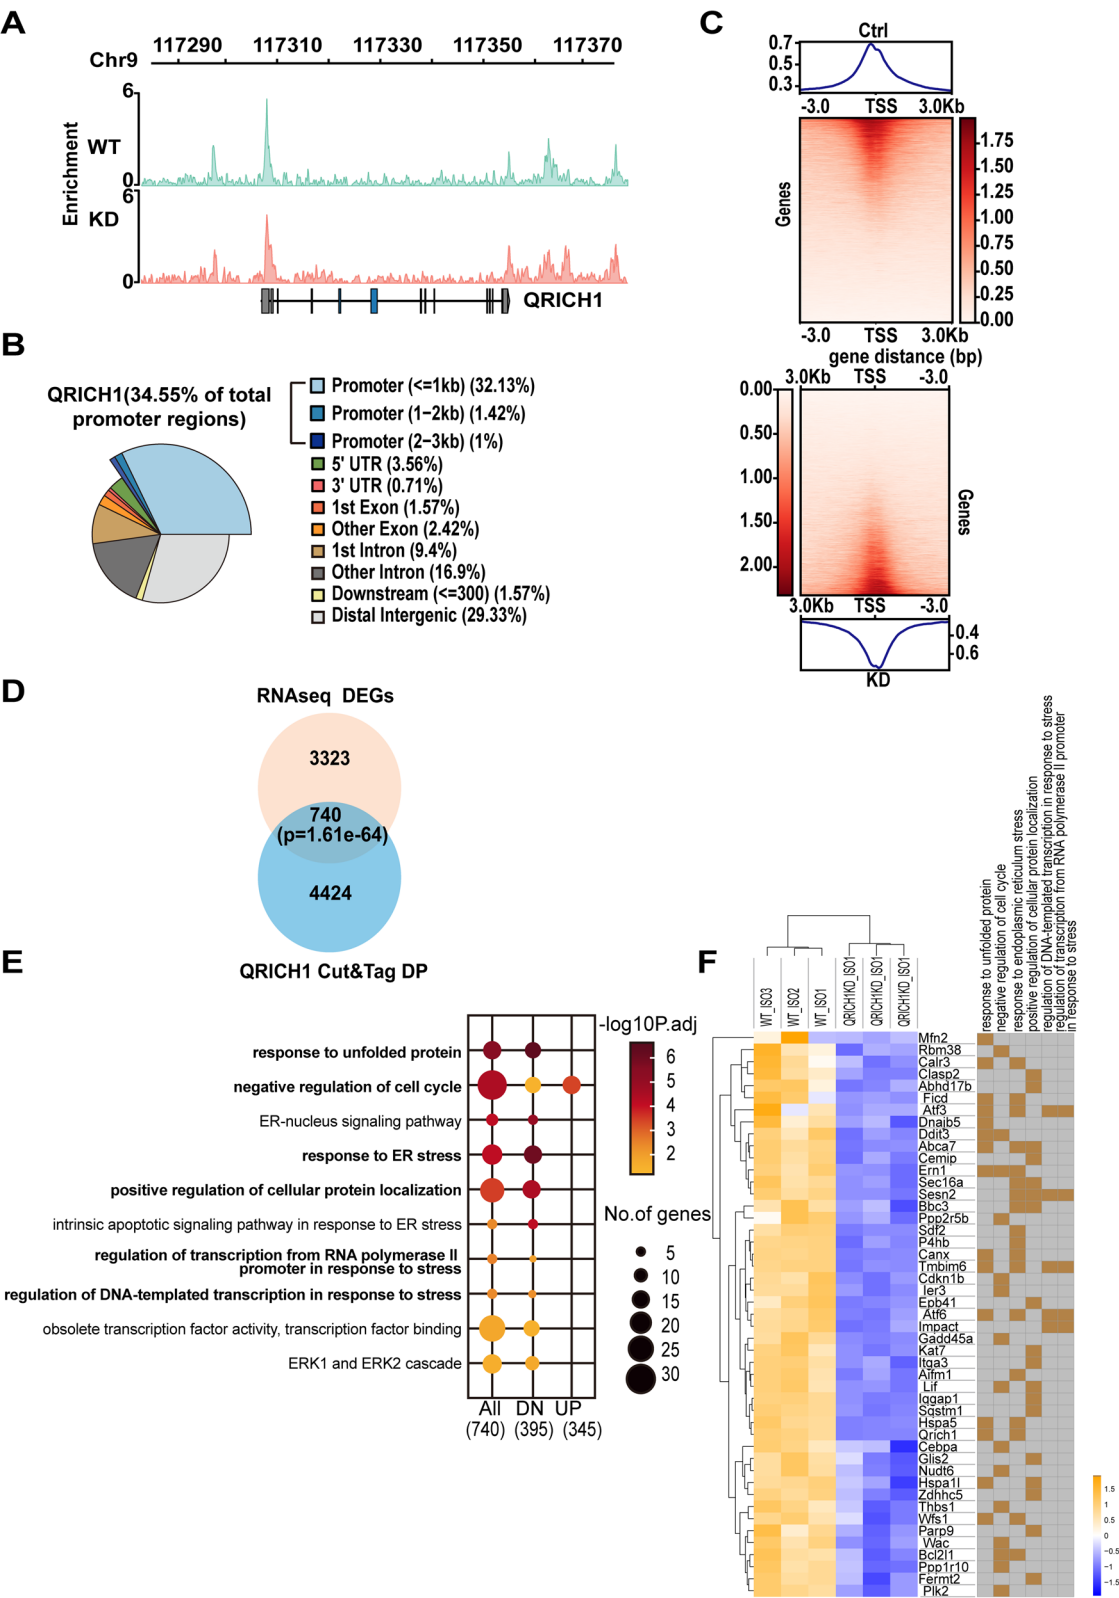 A
117290 117310 117330 117350 117370
Chr9
Enrichment
6
WT
0
6
KD
0
QRICH1
B
QRICH1(34.55% of total
promoter regions)
Promoter (<=1kb) (32.13%)
Promoter (1−2kb) (1.42%)
Promoter (2−3kb) (1%)
5' UTR (3.56%)
3' UTR (0.71%)
1st Exon (1.57%)
Other Exon (2.42%)
1st Intron (9.4%)
Other Intron (16.9%)
Downstream (<=300) (1.57%)
Distal Intergenic (29.33%)
C
Ctrl
0.7
0.5
0.3
-3.0 TSS 3.0Kb
Genes
1.75
1.50
1.25
1.00
0.75
0.50
0.25
0.00
-3.0 TSS 3.0Kb
gene distance (bp)
3.0Kb TSS -3.0
0.00
0.50
1.00
1.50
2.00
Genes
3.0Kb TSS -3.0
0.4
0.6
KD
D
RNAseq DEGs
3323
740
(p=1.61e-64)
4424
QRICH1 Cut&Tag DP
E
response to unfolded protein
negative regulation of cell cycle
ER-nucleus signaling pathway
response to ER stress
positive regulation of cellular protein localization
intrinsic apoptotic signaling pathway in response to ER stress
regulation of transcription from RNA polymerase II
promoter in response to stress
regulation of DNA-templated transcription in response to stress
obsolete transcription factor activity, transcription factor binding
ERK1 and ERK2 cascade
All DN UP
(740) (395) (345)
-log10P.adj
6
5
4
3
2
No.of genes
5
10
15
20
25
30
F
WT_ISO3
WT_ISO2
WT_ISO1
QRICH1KD_ISO1
QRICH1KD_ISO1
QRICH1KD_ISO1
response to unfolded protein
negative regulation of cell cycle
response to endoplasmic reticulum stress
positive regulation of cellular protein localization
regulation of DNA-templated transcription in response to stress
regulation of transcription from RNA polymerase II promoter
in response to stress
Mfn2
Rbm38
Calr3
Clasp2
Abhd17b
Ficd
Atf3
Dnajb5
Ddit3
Abca7
Cemip
Ern1
Sec16a
Sesn2
Bbc3
Ppp2r5b
Sdf2
P4hb
Canx
Tmbim6
Cdkn1b
Ier3
Epb41
Atf6
Impact
Gadd45a
Kat7
Itga3
Aifm1
Lif
Iqgap1
Sqstm1
Hspa5
Qrich1
Cebpa
Glis2
Nudt6
Hspa1l
Zdhhc5
Thbs1
Wfs1
Parp9
Wac
Bcl2l1
Ppp1r10
Fermt2
Plk2
1.5
1
0.5
0
−0.5
−1
−1.5